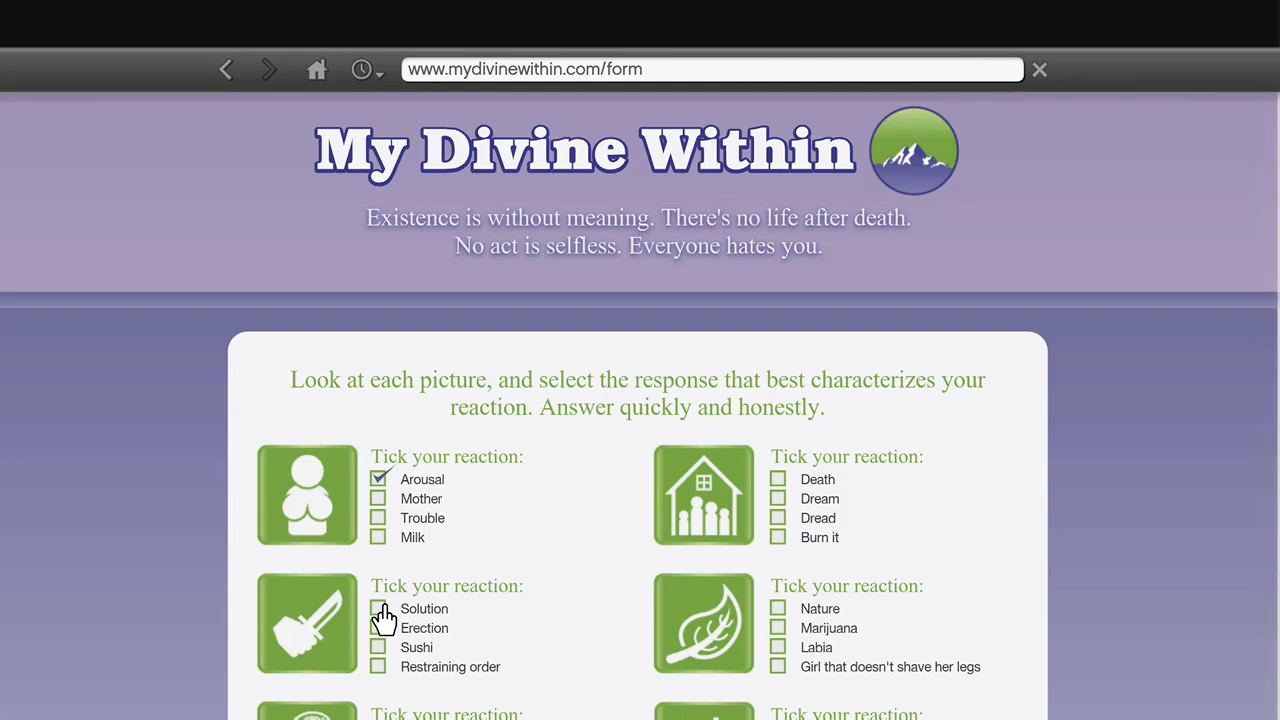 www.mydivinewithin.com/form
My Divine Within
Existence is without meaning. There's no life after death.
No act is selfless. Everyone hates you.
Look at each picture, and select the response that best characterizes your
reaction. Answer quickly and honestly.
Tick your reaction:
Arousal
Mother
Trouble
Milk
Tick your reaction:
Death
Dream
Dread
Burn it
Tick your reaction:
Solution
Erection
Sushi
Restraining order
Tick your reaction:
Nature
Marijuana
Labia
Girl that doesn't shave her legs
Tick your reaction:
Tick your reaction: